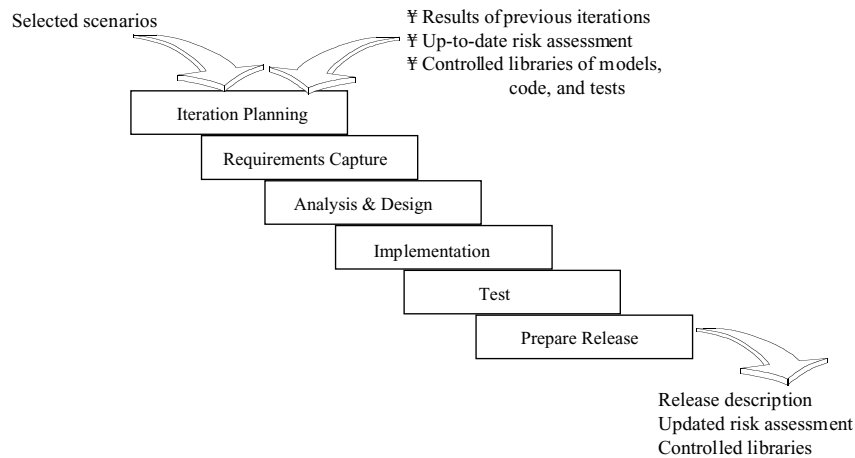 Selected scenarios
¥ Results of previous iterations
¥ Up-to-date risk assessment
¥ Controlled libraries of models,
code, and tests
Iteration Planning
Requirements Capture
Analysis & Design
Implementation
Test
Prepare Release
Release description
Updated risk assessment
Controlled libraries